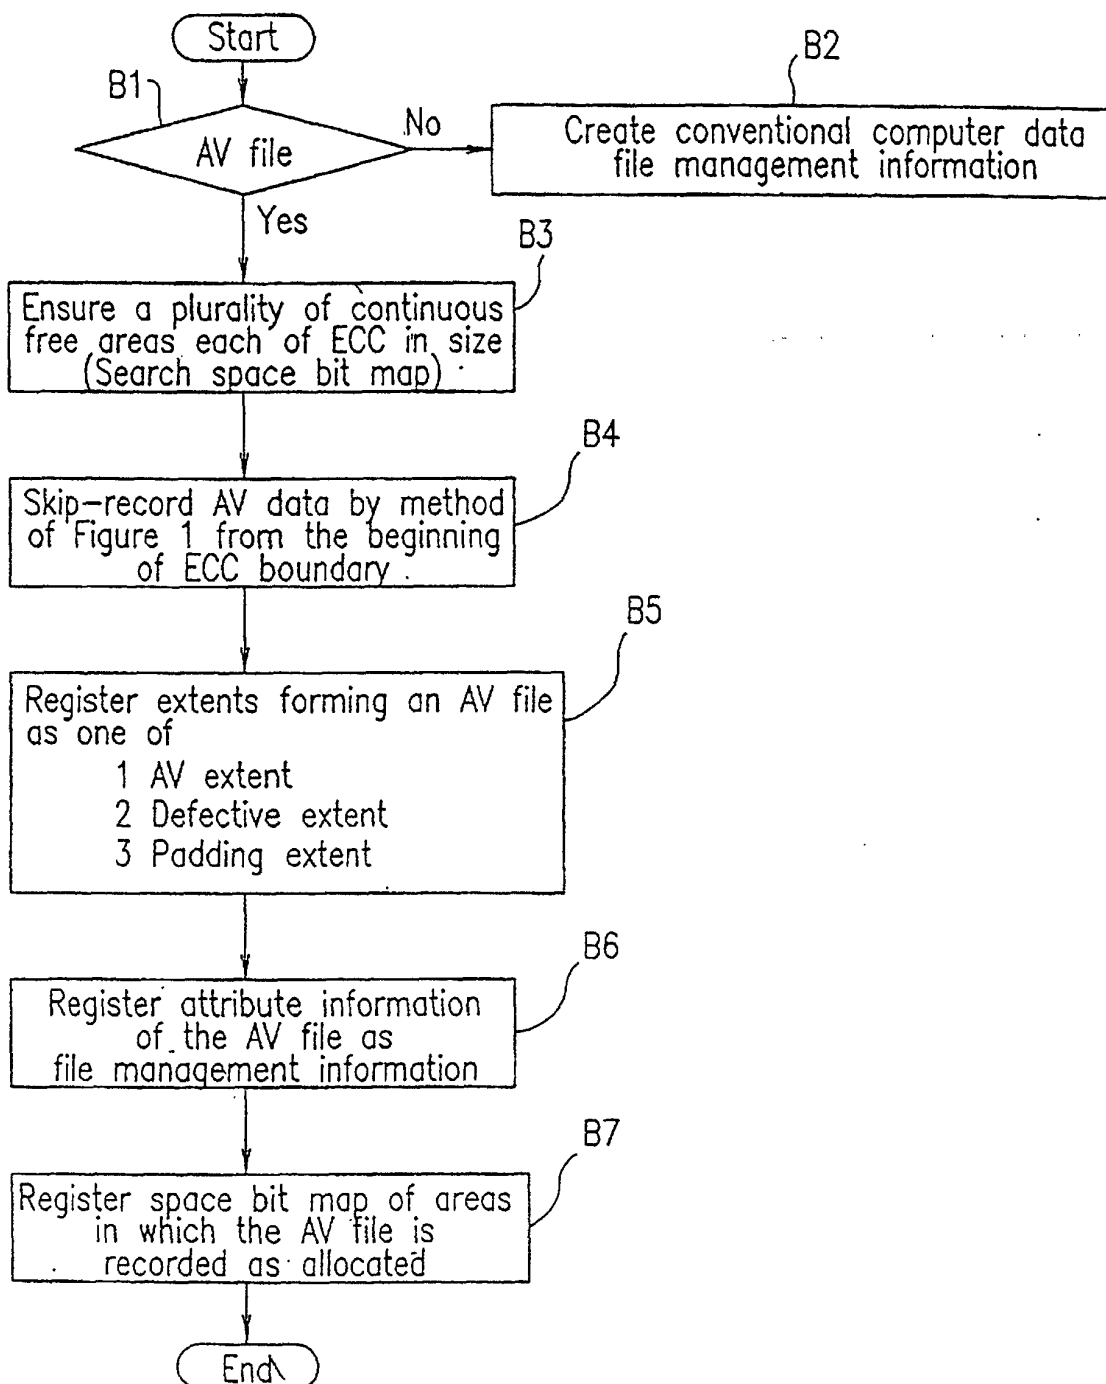 Start
B1
AV file
No
B2
Create conventional computer data
file management information
Yes
B3
Ensure a plurality of continuous
free areas each of ECC in size
(Search space bit map)
B4
Skip-record AV data by method
of Figure 1 from the beginning
of ECC boundary
B5
Register extents forming an AV file
as one of
1 AV extent
2 Defective extent
3 Padding extent
B6
Register attribute information
of the AV file as
file management information
B7
Register space bit map of areas
in which the AV file is
recorded as allocated
End